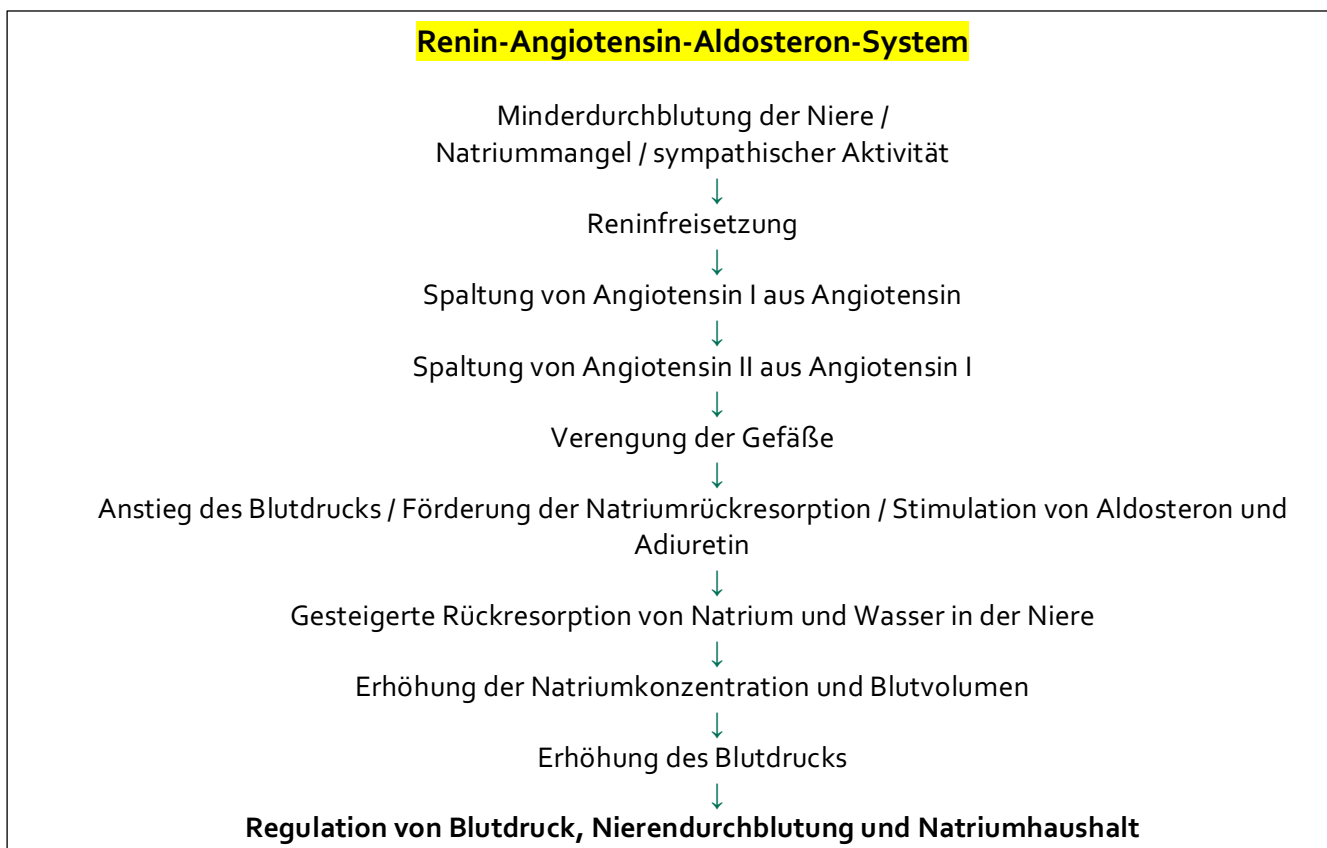 Renin-Angiotensin-Aldosteron-System
Minderdurchblutung der Niere /
Natriummangel / sympathischer Aktivität
↓
Reninfreisetzung
↓
Spaltung von Angiotensin I aus Angiotensin
↓
Spaltung von Angiotensin II aus Angiotensin I
↓
Verengung der Gefäße
↓
Anstieg des Blutdrucks / Förderung der Natriumrückresorption / Stimulation von Aldosteron und
Adiuretin
↓
Gesteigerte Rückresorption von Natrium und Wasser in der Niere
↓
Erhöhung der Natriumkonzentration und Blutvolumen
↓
Erhöhung des Blutdrucks
↓
Regulation von Blutdruck, Nierendurchblutung und Natriumhaushalt